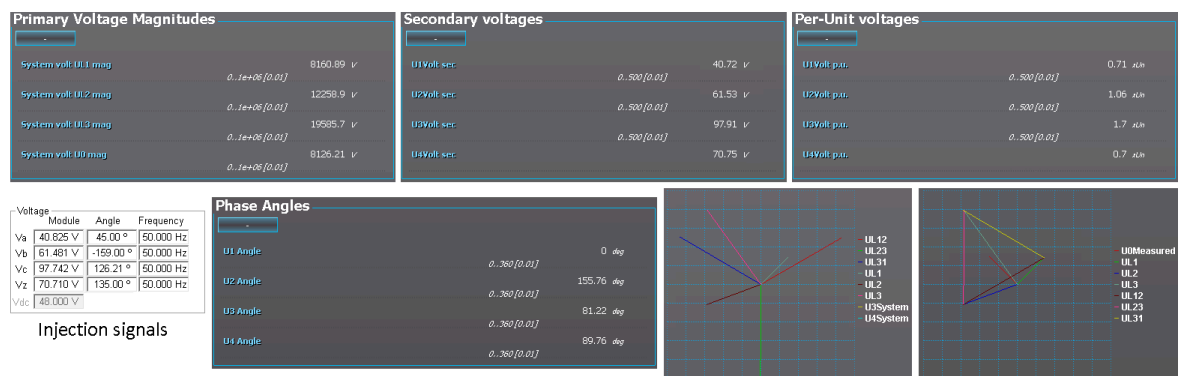 Primary Voltage Magnitudes
-
System volt UL1 mag 8160.89 V
0..1e+06 [0.01]
System volt UL2 mag 12258.9 V
0..1e+06 [0.01]
System volt UL3 mag 19585.7 V
0..1e+06 [0.01]
System volt U0 mag 8126.21 V
0..1e+06 [0.01]
Secondary voltages
-
U1Volt sec 40.72 V
0..500 [0.01]
U2Volt sec 61.53 V
0..500 [0.01]
U3Volt sec 97.91 V
0..500 [0.01]
U4Volt sec 70.75 V
Per-Unit voltages
-
U1Volt p.u. 0.71 xUn
0..500 [0.01]
U2Volt p.u. 1.06 xUn
0..500 [0.01]
U3Volt p.u. 1.7 xUn
0..500 [0.01]
U4Volt p.u. 0.7 xUn
Voltage
Module Angle Frequency
Va 40.825 V 45.00 º 50.000 Hz
Vb 61.481 V -159.00 º 50.000 Hz
Vc 97.742 V 126.21 º 50.000 Hz
Vz 70.710 V 135.00 º 50.000 Hz
Vdc 48.000 V
Injection signals
Phase Angles
-
U1 Angle 0 deg
0..360 [0.01]
U2 Angle 155.76 deg
0..360 [0.01]
U3 Angle 81.22 deg
0..360 [0.01]
U4 Angle 89.76 deg
0..360 [0.01]
UL12
UL23
UL31
UL1
UL2
UL3
U3System
U4System
U0Measured
UL1
UL2
UL3
UL12
UL23
UL31